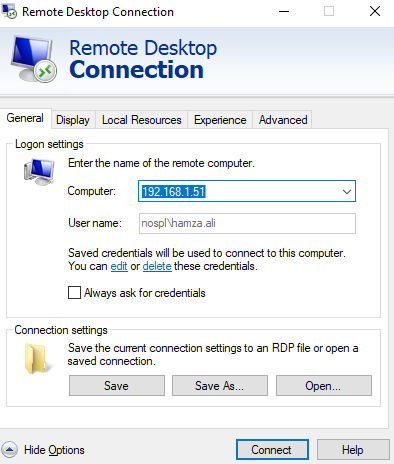 Remote Desktop Connection
Remote Desktop
Connection
General Display Local Resources Experience Advanced
Logon settings
Enter the name of the remote computer.
Computer: 192.168.1.51
User name: nospl\hamza.ali
Saved credentials will be used to connect to this computer.
You can edit or delete these credentials.
Always ask for credentials
Connection settings
Save the current connection settings to an RDP file or open a
saved connection.
Save Save As... Open...
Hide Options Connect Help